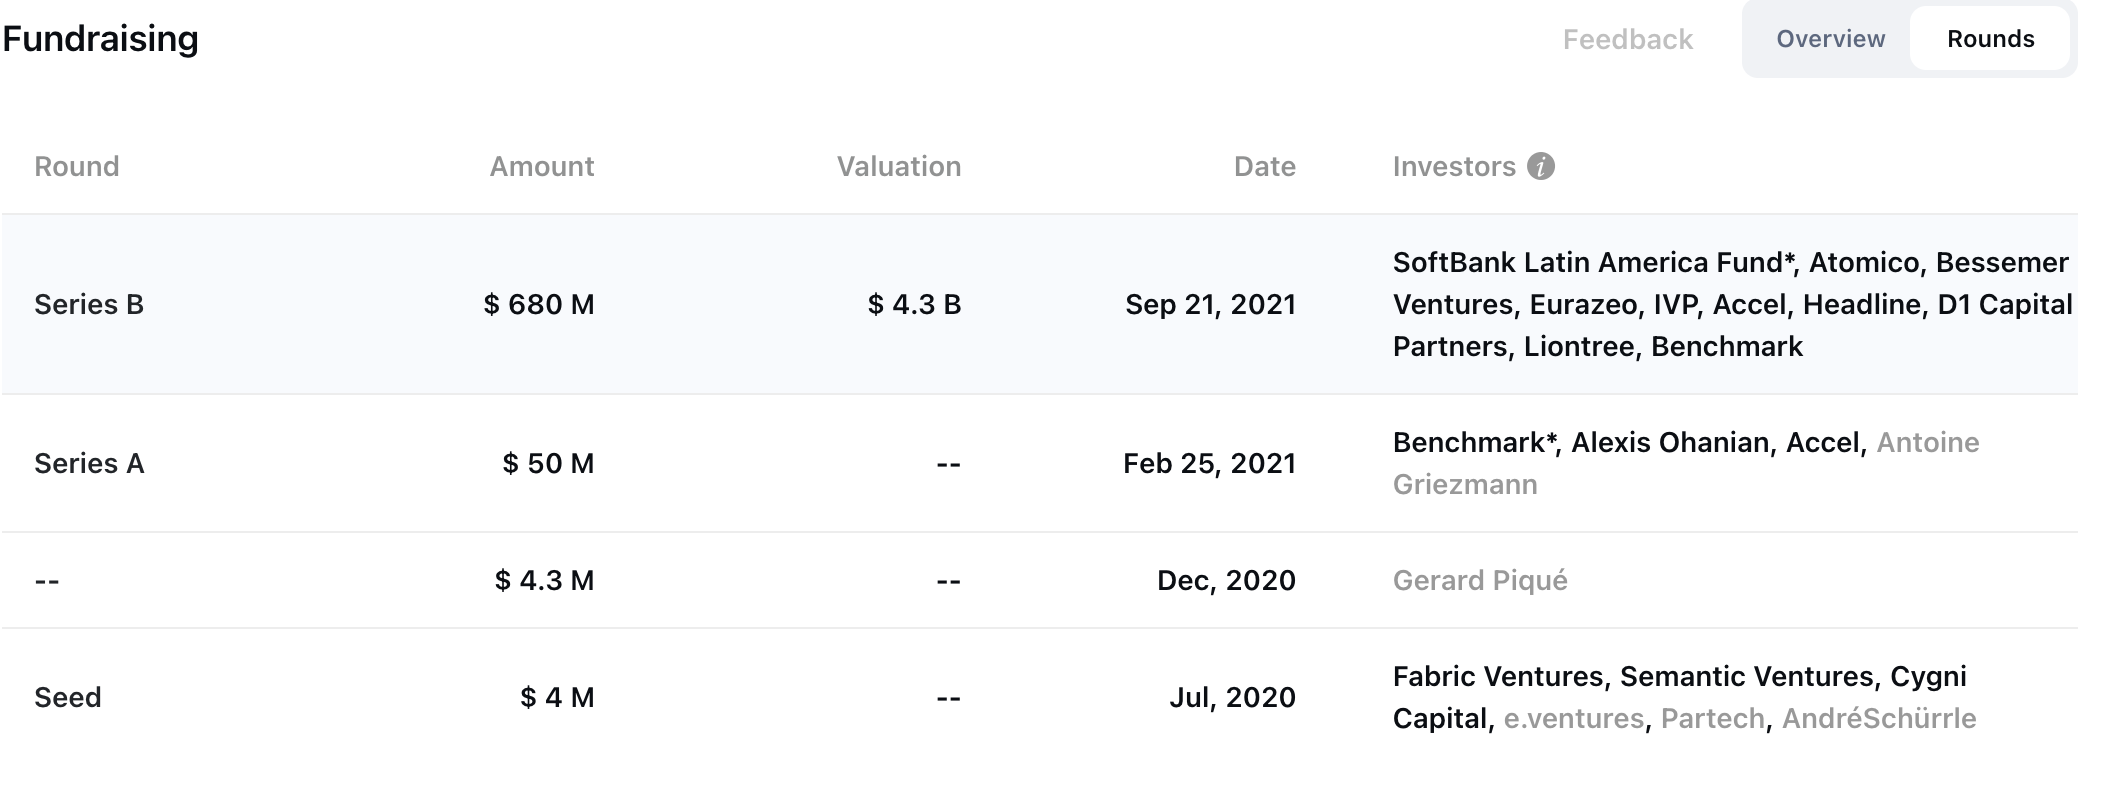 Fundraising
Feedback
Overview
Rounds
Round Amount Valuation Date Investors i
Series B $ 680 M $ 4.3 B Sep 21, 2021
SoftBank Latin America Fund*, Atomico, Bessemer
Ventures, Eurazeo, IVP, Accel, Headline, D1 Capital
Partners, Liontree, Benchmark
Series A $ 50 M -- Feb 25, 2021
Benchmark*, Alexis Ohanian, Accel, Antoine
Griezmann
-- $ 4.3 M -- Dec, 2020 Gerard Piqué
Seed $ 4 M -- Jul, 2020
Fabric Ventures, Semantic Ventures, Cygni
Capital, e.ventures, Partech, AndréSchürrle